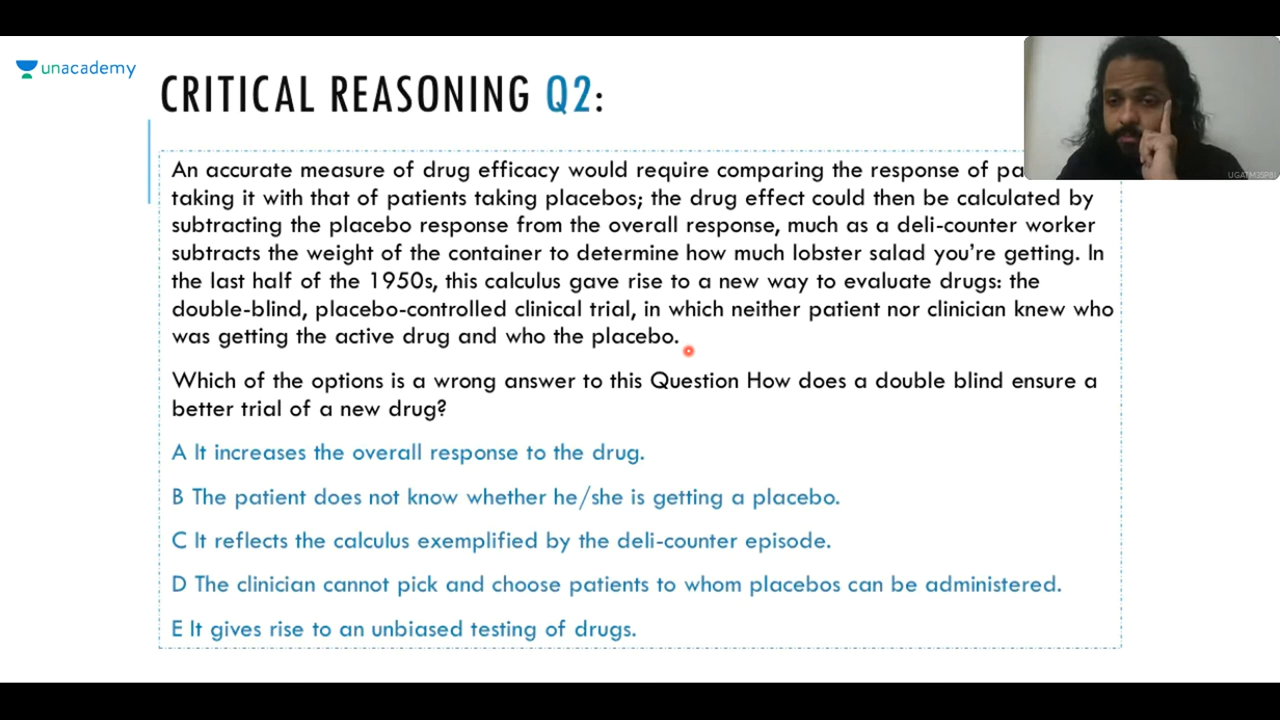 unacademy
CRITICAL REASONING Q2:
An accurate measure of drug efficacy would require comparing the response of
taking it with that of patients taking placebos; the drug effect could then be calculated by
subtracting the placebo response from the overall response, much as a deli-counter worker
subtracts the weight of the container to determine how much lobster salad you're getting. In
the last half of the 1950s, this calculus gave rise to a new way to evaluate drugs: the
double-blind, placebo-controlled clinical trial, in which neither patient nor clinician knew who
was getting the active drug and who the placebo.
Which of the options is a wrong answer to this Question How does a double blind ensure a
better trial of a new drug?
A It increases the overall response to the drug.
B The patient does not know whether he/she is getting a placebo.
C It reflects the calculus exemplified by the deli-counter episode.
D The clinician cannot pick and choose patients to whom placebos can be administered.
E It gives rise to an unbiased testing of drugs.